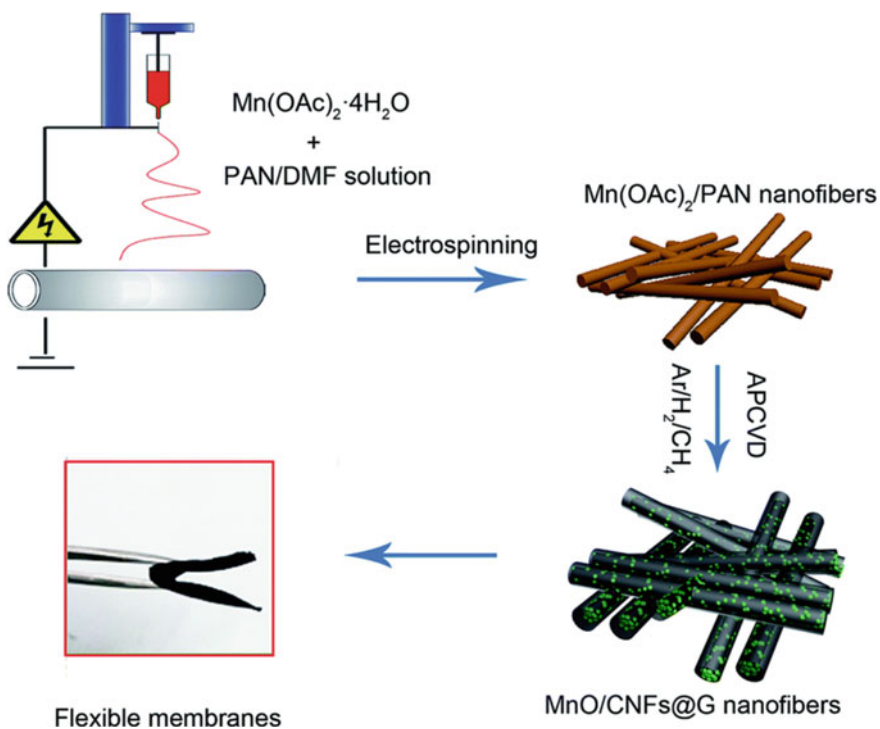 Mn(OAc)₂·4H₂O
+
PAN/DMF solution
Electrospinning
Mn(OAc)₂/PAN nanofibers
APCVD
Ar/H₂/CH₄
MnO/CNFs@G nanofibers
Flexible membranes